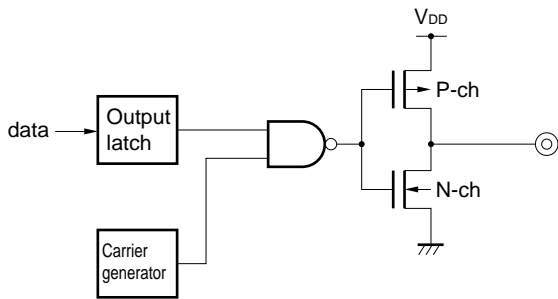 VDD
P-ch
data
Output
latch
N-ch
Carrier
generator